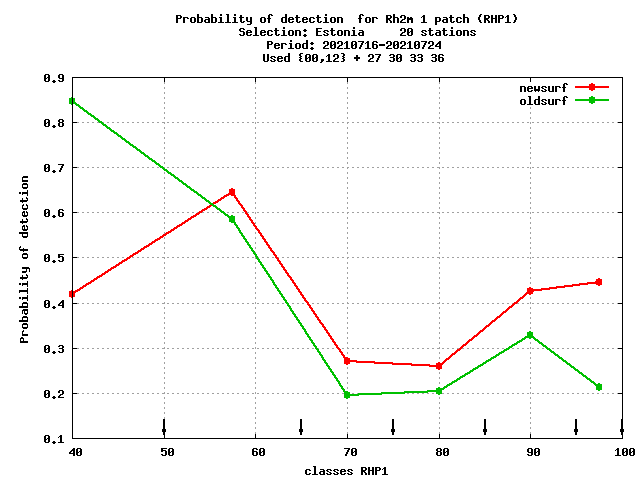 Probability of detection  for Rh2m 1 patch (RHP1)
Selection: Estonia     20 stations
Period: 20210716-20210724
Used {00,12} + 27 30 33 36
newsurf
oldsurf
0.9
0.8
0.7
0.6
0.5
0.4
0.3
0.2
0.1
Probability of detection
40 50 60 70 80 90 100
classes RHP1